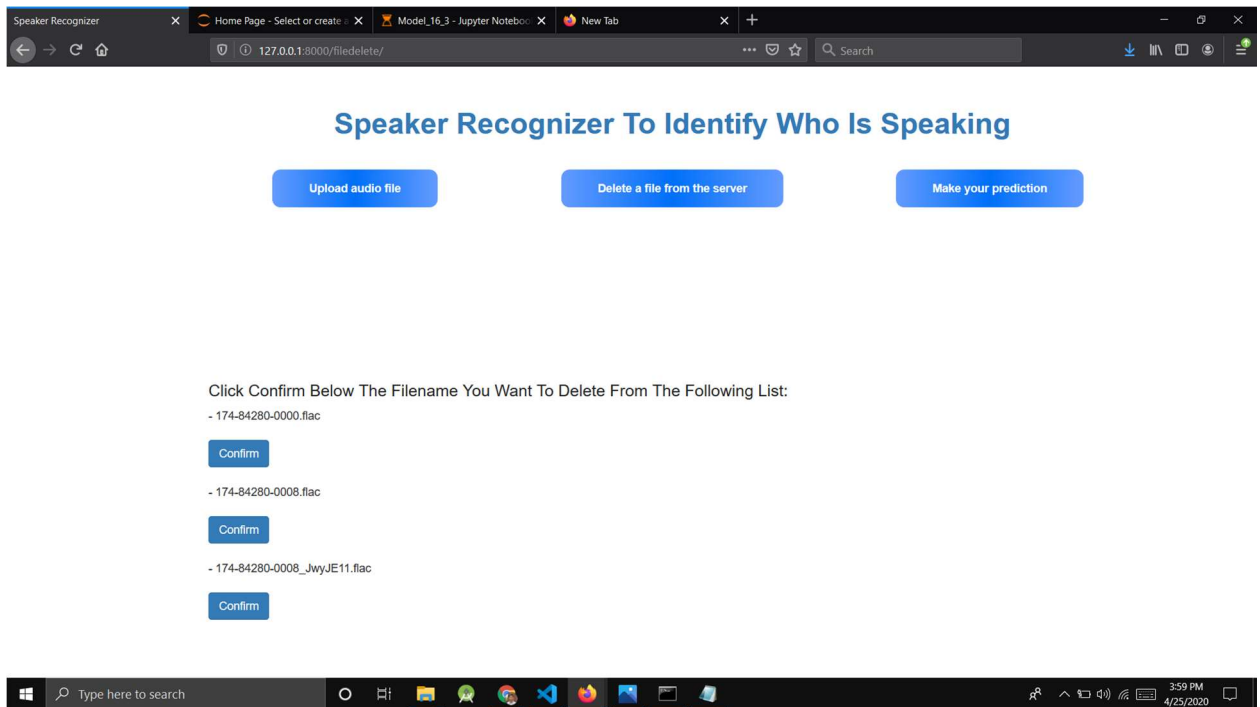 Speaker Recognizer
Home Page - Select or create a
Model_16_3 - Jupyter Noteboo
New Tab
127.0.0.1:8000/filedelete/
Search
Speaker Recognizer To Identify Who Is Speaking
Upload audio file
Delete a file from the server
Make your prediction
Click Confirm Below The Filename You Want To Delete From The Following List:
- 174-84280-0000.flac
Confirm
- 174-84280-0008.flac
Confirm
- 174-84280-0008_JwyJE11.flac
Confirm
Type here to search
3:59 PM
4/25/2020